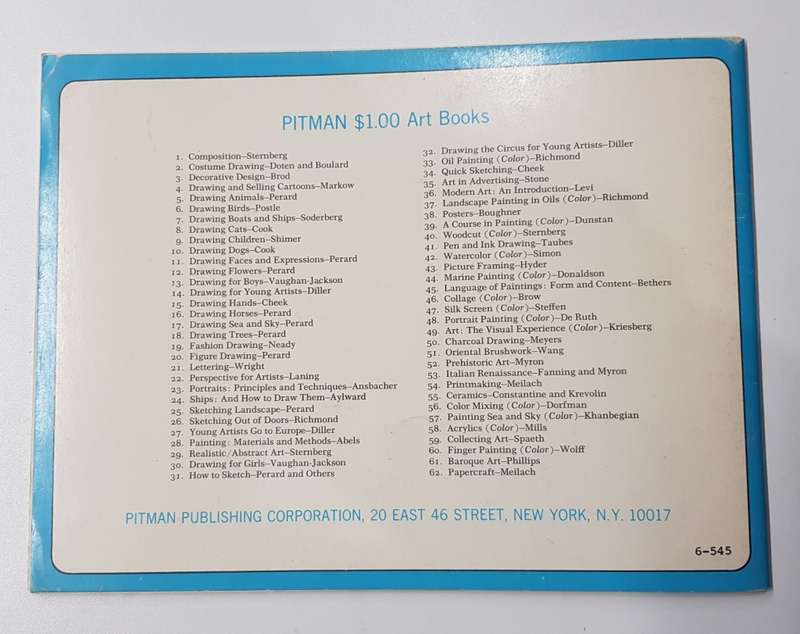 PITMAN $1.00 Art Books
1. Composition–Sternberg
2. Costume Drawing–Doten and Boulard
3. Decorative Design–Brod
4. Drawing and Selling Cartoons–Markow
5. Drawing Animals–Perard
6. Drawing Birds–Postle
7. Drawing Boats and Ships–Soderberg
8. Drawing Cats–Cook
9. Drawing Children–Shimer
10. Drawing Dogs–Cook
11. Drawing Faces and Expressions–Perard
12. Drawing Flowers–Perard
13. Drawing for Boys–Vaughan-Jackson
14. Drawing for Young Artists–Diller
15. Drawing Hands–Cheek
16. Drawing Horses–Perard
17. Drawing Sea and Sky–Perard
18. Drawing Trees–Perard
19. Fashion Drawing–Neady
20. Figure Drawing–Perard
21. Lettering–Wright
22. Perspective for Artists–Laning
23. Portraits: Principles and Techniques–Ansbacher
24. Ships: And How to Draw Them–Aylward
25. Sketching Landscape–Perard
26. Sketching Out of Doors–Richmond
27. Young Artists Go to Europe–Diller
28. Painting: Materials and Methods–Abels
29. Realistic/Abstract Art–Sternberg
30. Drawing for Girls–Vaughan-Jackson
31. How to Sketch–Perard and Others
32. Drawing the Circus for Young Artists–Diller
33. Oil Painting (Color)–Richmond
34. Quick Sketching–Cheek
35. Art in Advertising–Stone
36. Modern Art: An Introduction–Levi
37. Landscape Painting in Oils (Color)–Richmond
38. Posters–Boughner
39. A Course in Painting (Color)–Dunstan
40. Woodcut (Color)–Sternberg
41. Pen and Ink Drawing–Taubes
42. Watercolor (Color)–Simon
43. Picture Framing–Hyder
44. Marine Painting (Color)–Donaldson
45. Language of Paintings: Form and Content–Bethers
46. Collage (Color)–Brow
47. Silk Screen (Color)–Steffen
48. Portrait Painting (Color)–De Ruth
49. Art: The Visual Experience (Color)–Kriesberg
50. Charcoal Drawing–Meyers
51. Oriental Brushwork–Wang
52. Prehistoric Art–Myron
53. Italian Renaissance–Fanning and Myron
54. Printmaking–Meilach
55. Ceramics–Constantine and Krevolin
56. Color Mixing (Color)–Dorfman
57. Painting Sea and Sky (Color)–Khanbegian
58. Acrylics (Color)–Mills
59. Collecting Art–Spaeth
60. Finger Painting (Color)–Wolff
61. Baroque Art–Phillips
62. Papercraft–Meilach
PITMAN PUBLISHING CORPORATION, 20 EAST 46 STREET, NEW YORK, N.Y. 10017
6–545